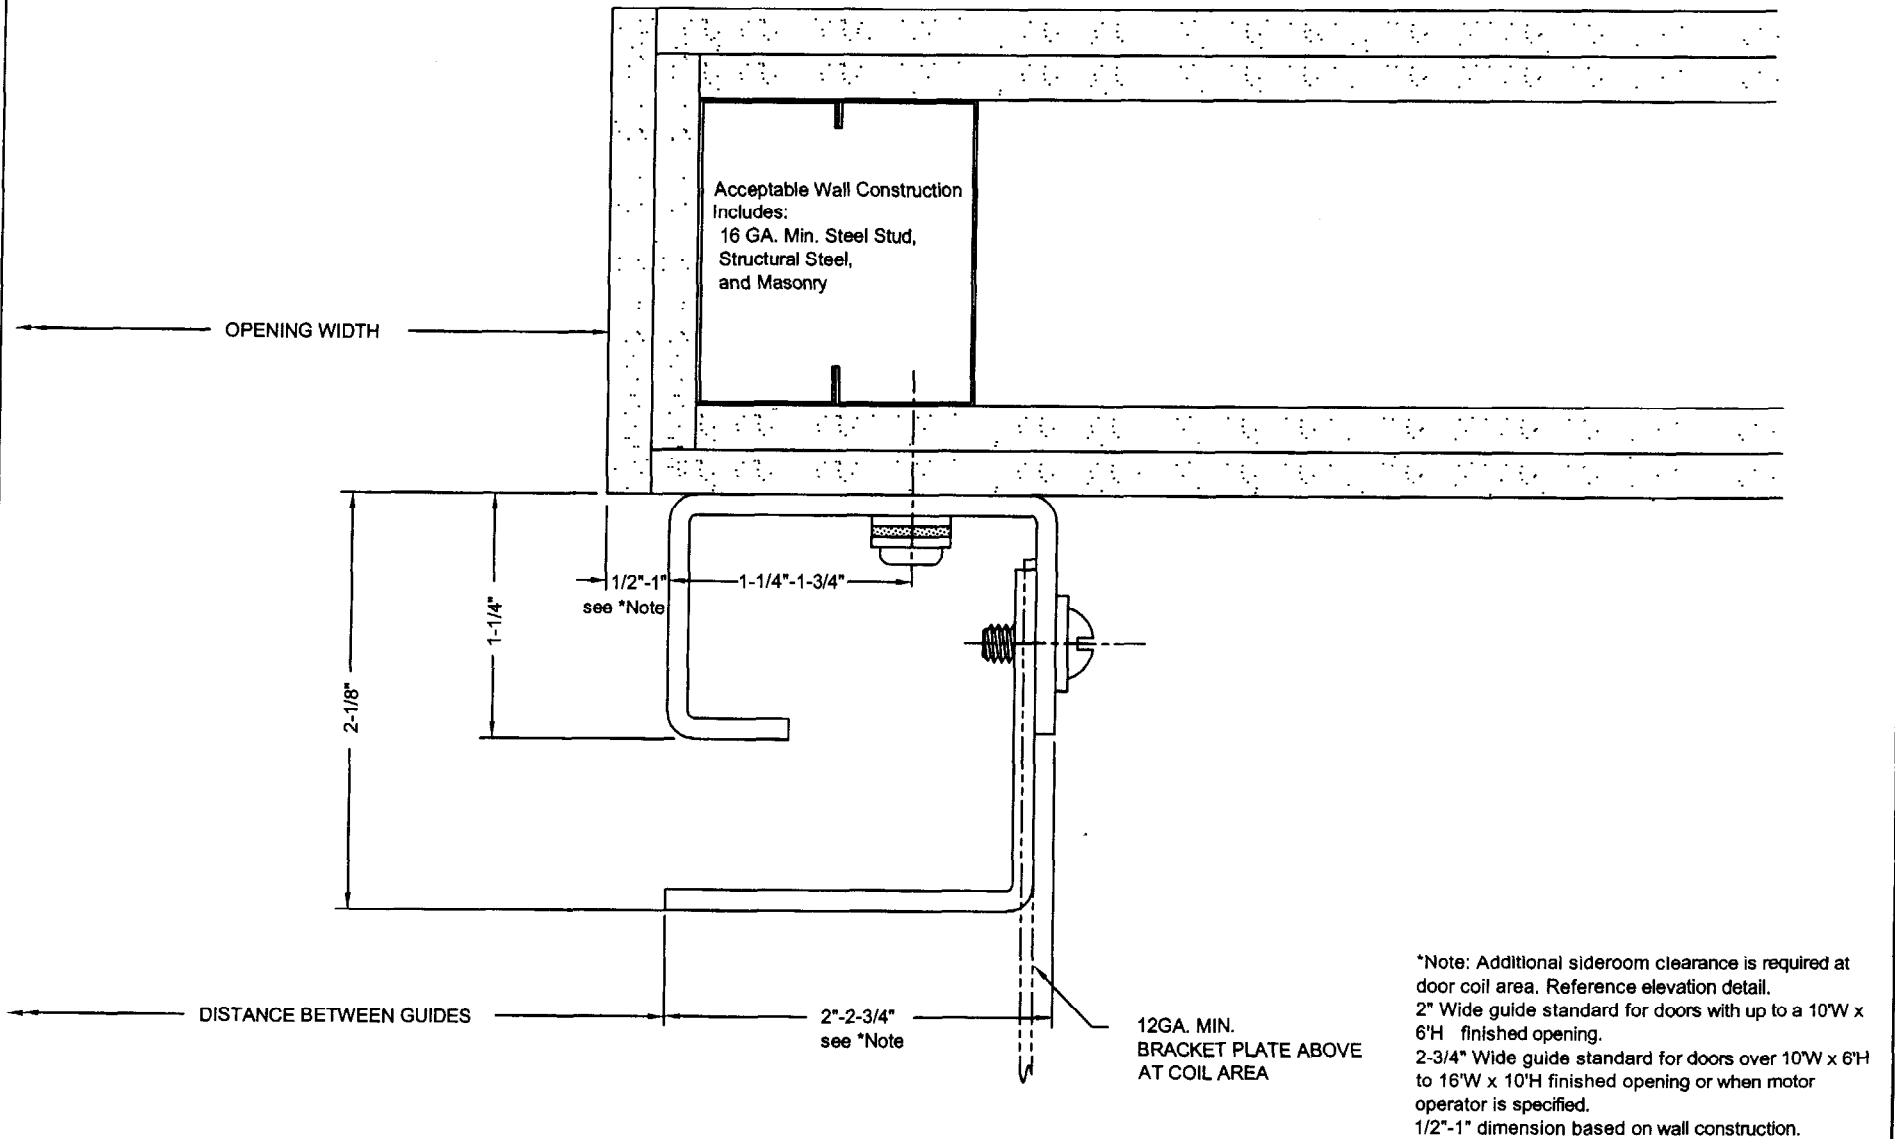 Acceptable Wall Construction
Includes:
16 GA. Min. Steel Stud,
Structural Steel,
and Masonry
OPENING WIDTH
1/2"-1"
see *Note
1-1/4"-1-3/4"
1-1/4"
2-1/8"
DISTANCE BETWEEN GUIDES
2"-2-3/4"
see *Note
12GA. MIN.
BRACKET PLATE ABOVE
AT COIL AREA
*Note: Additional sideroom clearance is required at
door coil area. Reference elevation detail.
2" Wide guide standard for doors with up to a 10'W x
6'H finished opening.
2-3/4" Wide guide standard for doors over 10'W x 6'H
to 16'W x 10'H finished opening or when motor
operator is specified.
1/2"-1" dimension based on wall construction.